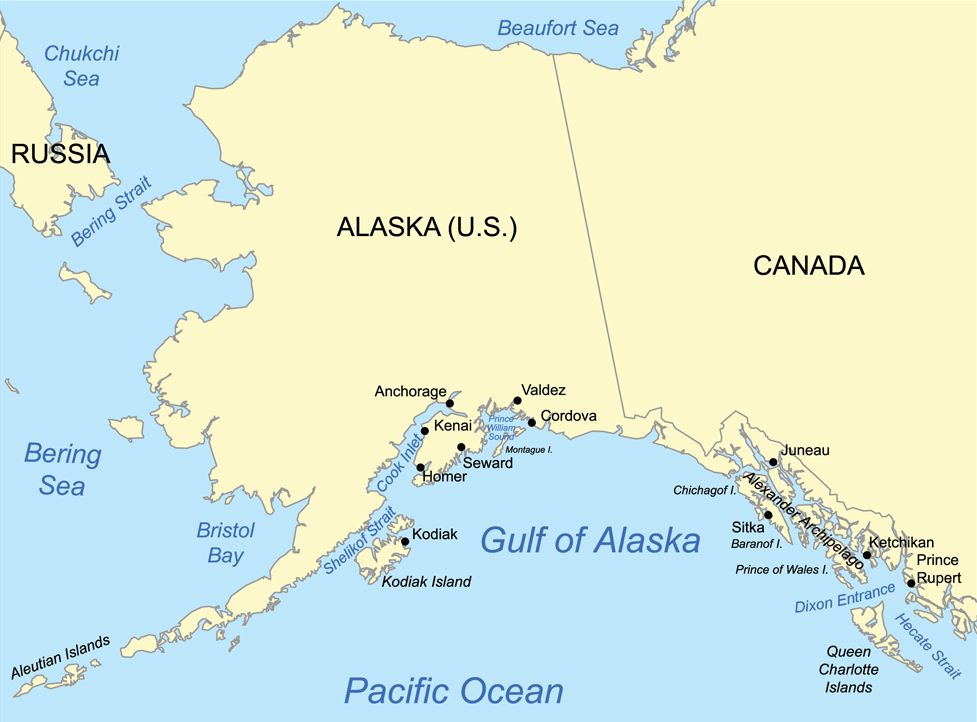 Beaufort Sea
Chukchi
Sea
RUSSIA
Bering Strait
ALASKA (U.S.)
CANADA
Anchorage
Valdez
Kenai
Prince
William
Sound
Cordova
Montague I.
Cook Inlet
Seward
Homer
Juneau
Bering
Sea
Chichagof I.
Alexander Archipelago
Bristol
Bay
Shelikof Strait
Kodiak
Gulf of Alaska
Sitka
Baranof I.
Ketchikan
Prince
Rupert
Kodiak Island
Prince of Wales I.
Dixon Entrance
Hecate Strait
Aleutian Islands
Queen
Charlotte
Islands
Pacific Ocean